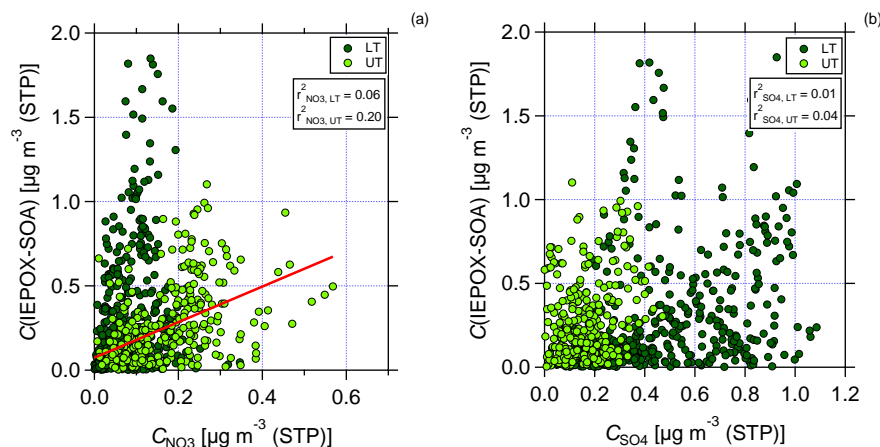 (a)
2.0
1.5
1.0
0.5
0.0
C(IEPOX-SOA) [µg m⁻³ (STP)]
LT
UT
r²NO3, LT = 0.06
r²NO3, UT = 0.20
0.0 0.2 0.4 0.6
CNO3 [µg m⁻³ (STP)]
(b)
2.0
1.5
1.0
0.5
0.0
C(IEPOX-SOA) [µg m⁻³ (STP)]
LT
UT
r²SO4, LT = 0.01
r²SO4, UT = 0.04
0.0 0.2 0.4 0.6 0.8 1.0 1.2
CSO4 [µg m⁻³ (STP)]